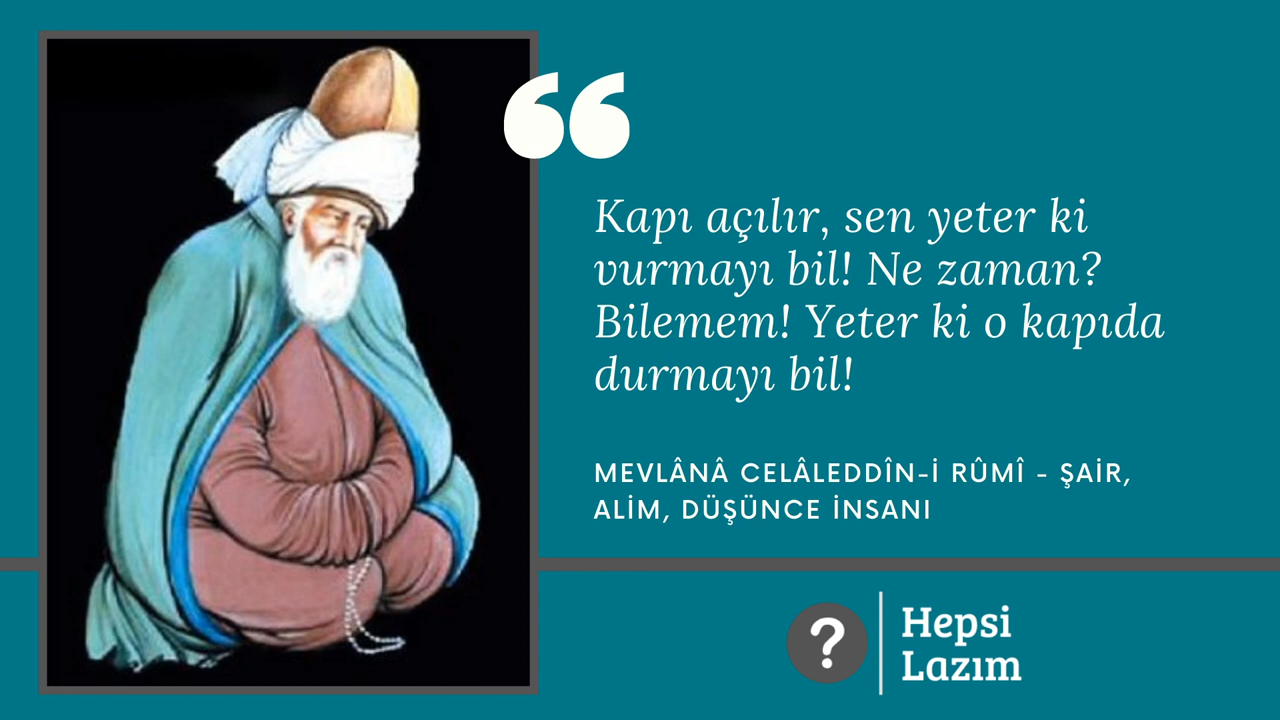 “
Kapı açılır, sen yeter ki
vurmayı bil! Ne zaman?
Bilemem! Yeter ki o kapıda
durmayı bil!
MEVLÂNÂ CELÂLEDDÎN-İ RÛMÎ - ŞAİR,
ALİM, DÜŞÜNCE İNSANI
?
Hepsi
Lazım